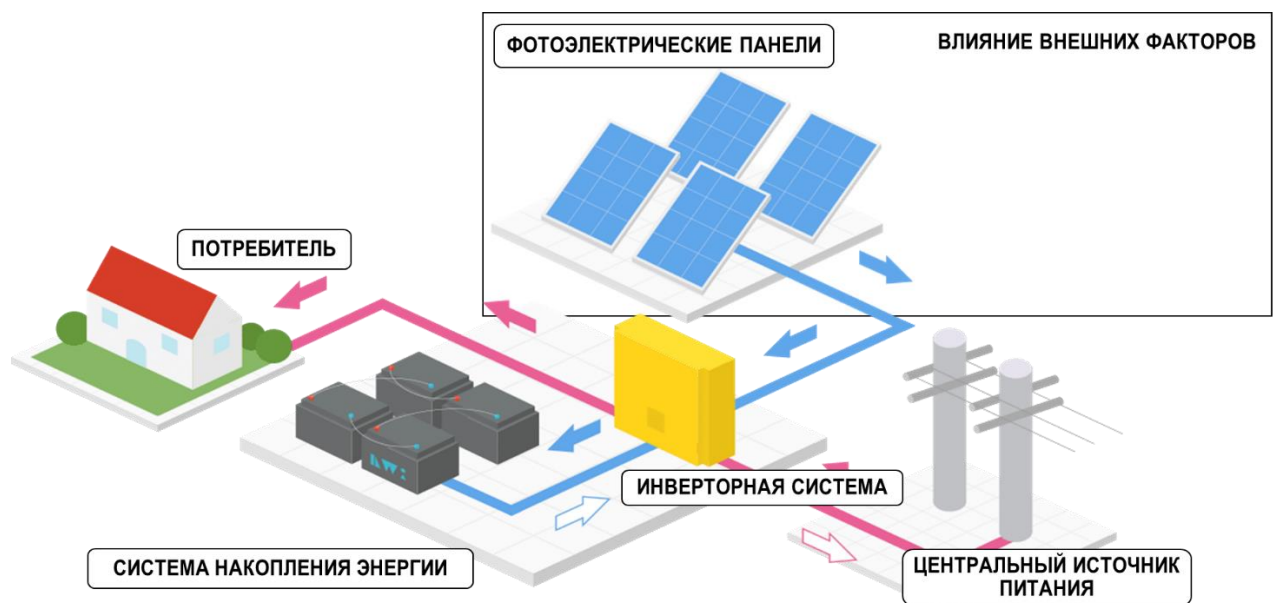 ФОТОЭЛЕКТРИЧЕСКИЕ ПАНЕЛИ
ВЛИЯНИЕ ВНЕШНИХ ФАКТОРОВ
ПОТРЕБИТЕЛЬ
ИНВЕРТОРНАЯ СИСТЕМА
СИСТЕМА НАКОПЛЕНИЯ ЭНЕРГИИ
ЦЕНТРАЛЬНЫЙ ИСТОЧНИК
ПИТАНИЯ